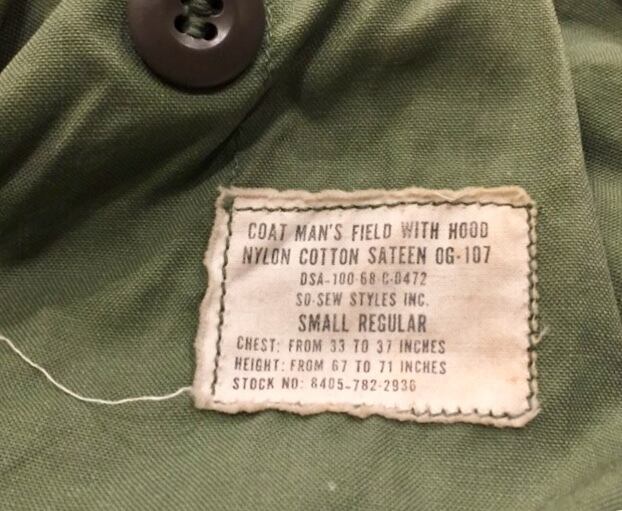 COAT MAN'S FIELD WITH HOOD
NYLON COTTON SATEEN OG-107
DSA-100-68-C-0472
SO-SEW STYLES INC.
SMALL REGULAR
CHEST: FROM 33 TO 37 INCHES
HEIGHT: FROM 67 TO 71 INCHES
STOCK NO: 8405-782-2936